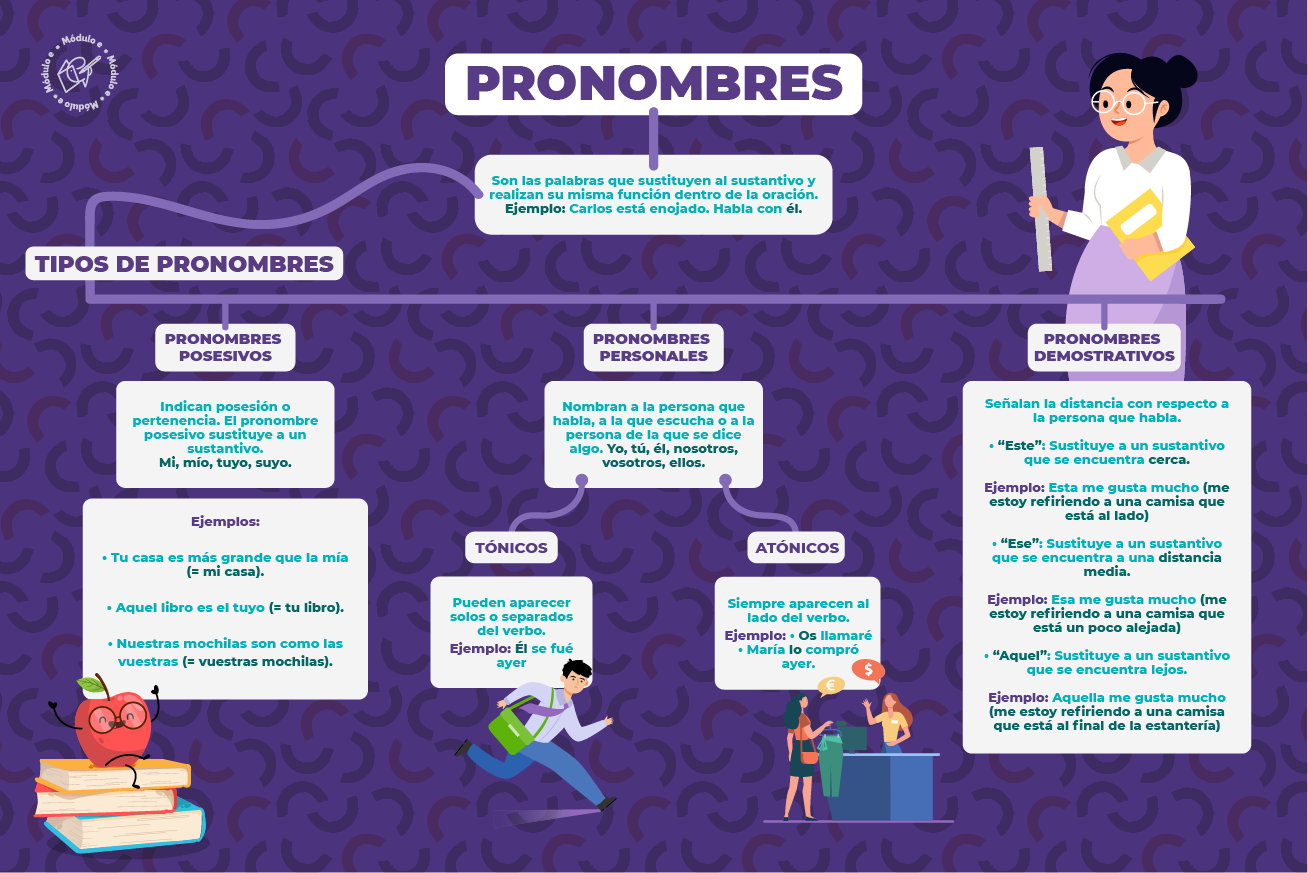 • Módulo e • Módulo e • Módulo e • Módulo e
PRONOMBRES
Son las palabras que sustituyen al sustantivo y
realizan su misma función dentro de la oración.
Ejemplo: Carlos está enojado. Habla con él.
TIPOS DE PRONOMBRES
PRONOMBRES
POSESIVOS
Indican posesión o
pertenencia. El pronombre
posesivo sustituye a un
sustantivo.
Mi, mío, tuyo, suyo.
Ejemplos:
• Tu casa es más grande que la mía
(= mi casa).
• Aquel libro es el tuyo (= tu libro).
• Nuestras mochilas son como las
vuestras (= vuestras mochilas).
PRONOMBRES
PERSONALES
Nombran a la persona que
habla, a la que escucha o a la
persona de la que se dice
algo. Yo, tú, él, nosotros,
vosotros, ellos.
TÓNICOS
Pueden aparecer
solos o separados
del verbo.
Ejemplo: Él se fué
ayer
ATÓNICOS
Siempre aparecen al
lado del verbo.
Ejemplo: • Os llamaré
• María lo compró
ayer.
€
$
PRONOMBRES
DEMOSTRATIVOS
Señalan la distancia con respecto a
la persona que habla.
• “Este”: Sustituye a un sustantivo
que se encuentra cerca.
Ejemplo: Esta me gusta mucho (me
estoy refiriendo a una camisa que
está al lado)
• “Ese”: Sustituye a un sustantivo
que se encuentra a una distancia
media.
Ejemplo: Esa me gusta mucho (me
estoy refiriendo a una camisa que
está un poco alejada)
• “Aquel”: Sustituye a un sustantivo
que se encuentra lejos.
Ejemplo: Aquella me gusta mucho
(me estoy refiriendo a una camisa
que está al final de la estantería)